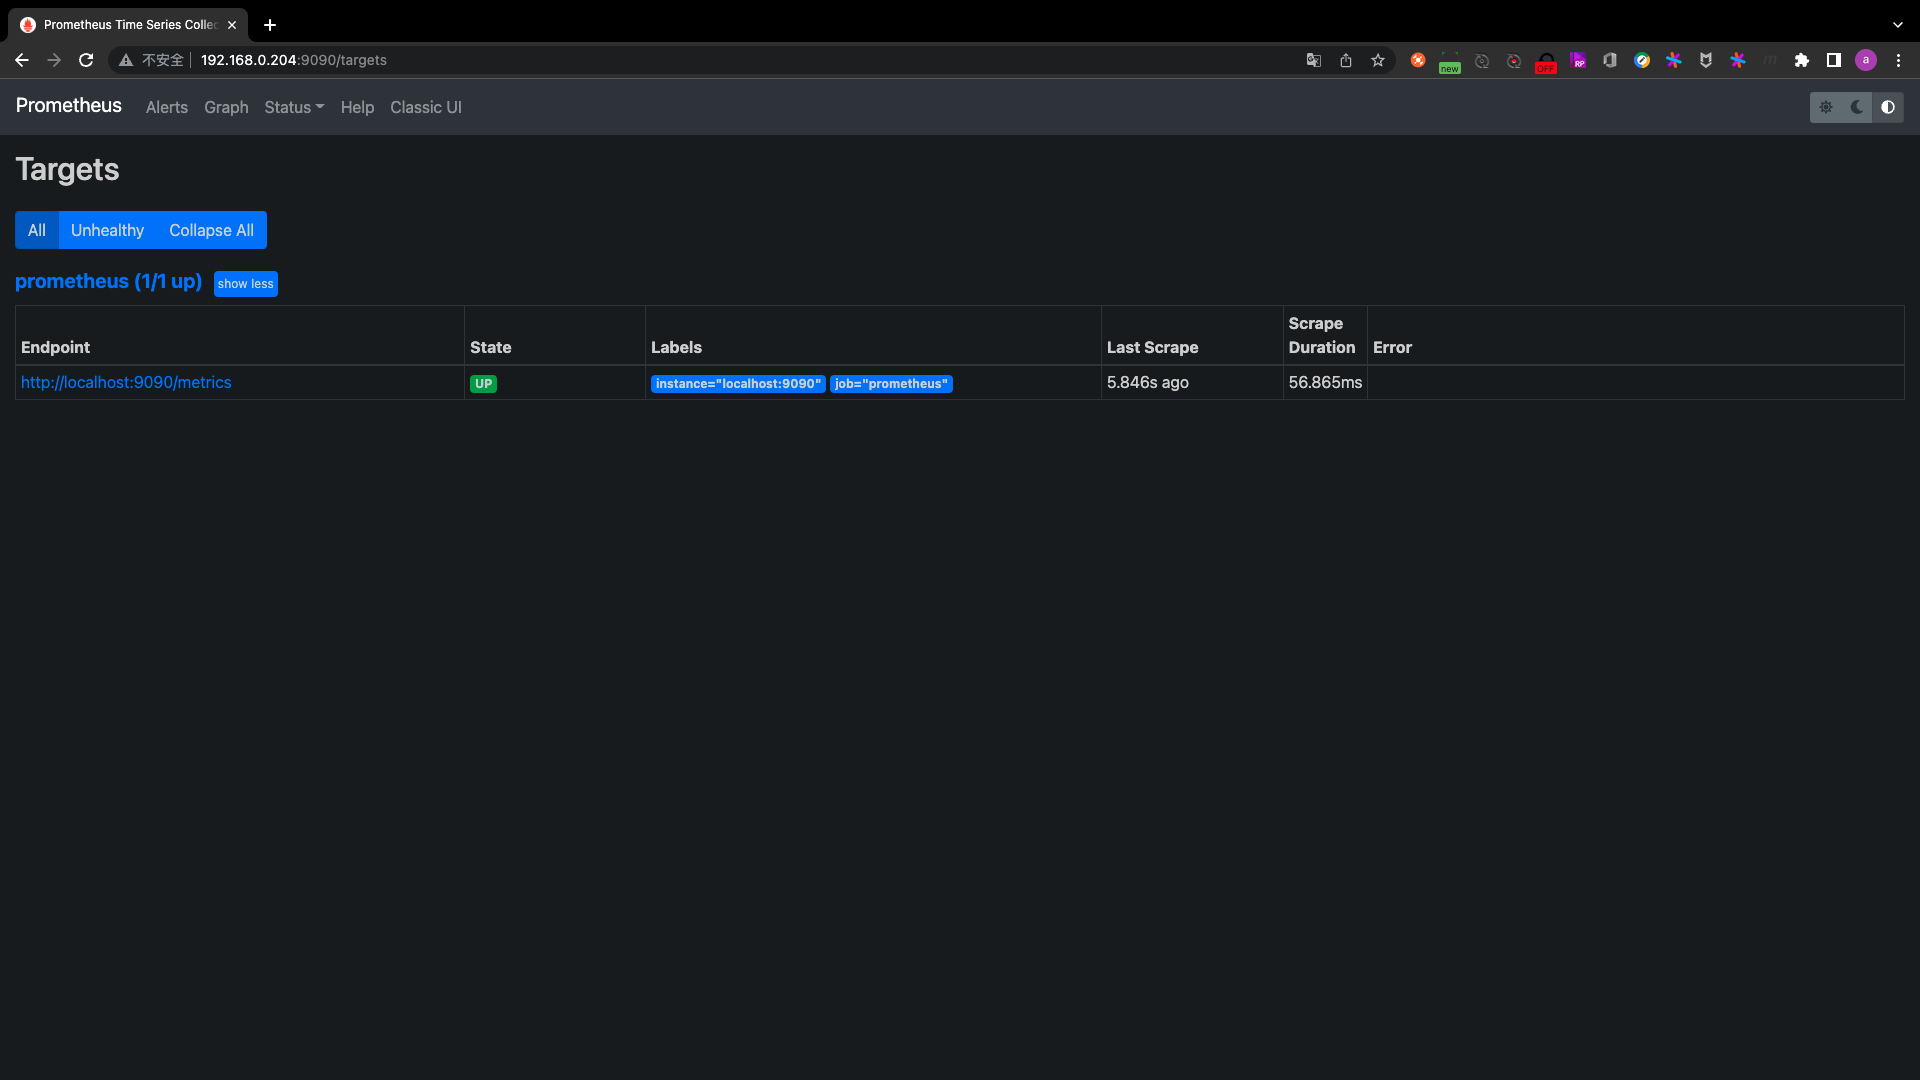 Prometheus Time Series Collec
不安全 192.168.0.204:9090/targets
new
OFF
RP
a
Prometheus Alerts Graph Status Help Classic UI
Targets
All Unhealthy Collapse All
prometheus (1/1 up) show less
Endpoint State Labels Last Scrape Scrape Duration Error
http://localhost:9090/metrics UP instance="localhost:9090" job="prometheus" 5.846s ago 56.865ms